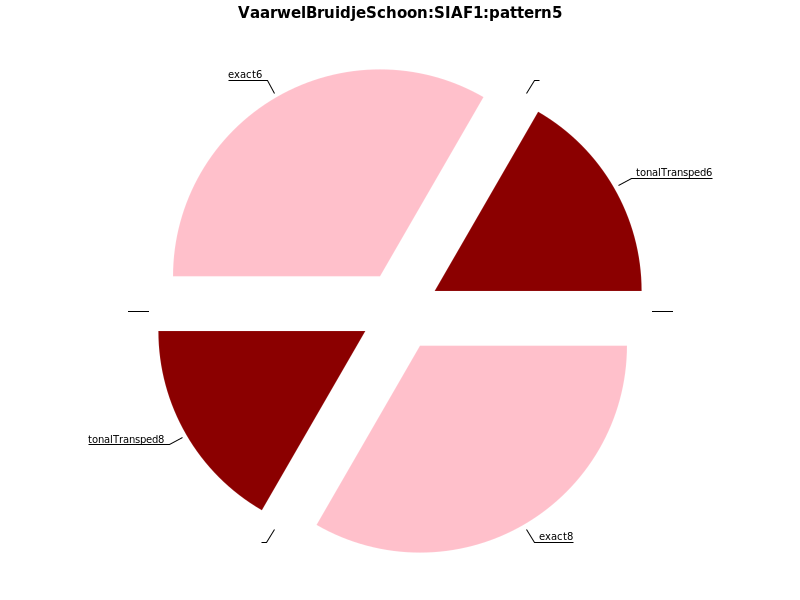 VaarwelBruidjeSchoon:SIAF1:pattern5
exact6
tonalTransped6
tonalTransped8
exact8